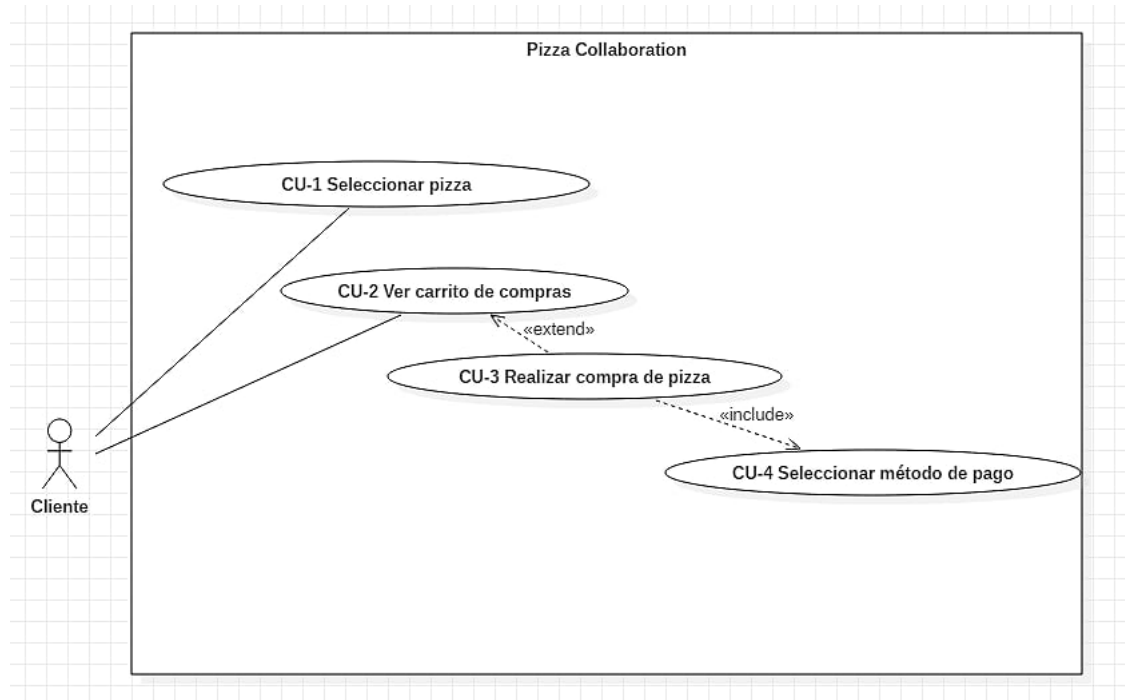 Pizza Collaboration
CU-1 Seleccionar pizza
CU-2 Ver carrito de compras
«extend»
CU-3 Realizar compra de pizza
«include»
CU-4 Seleccionar método de pago
Cliente